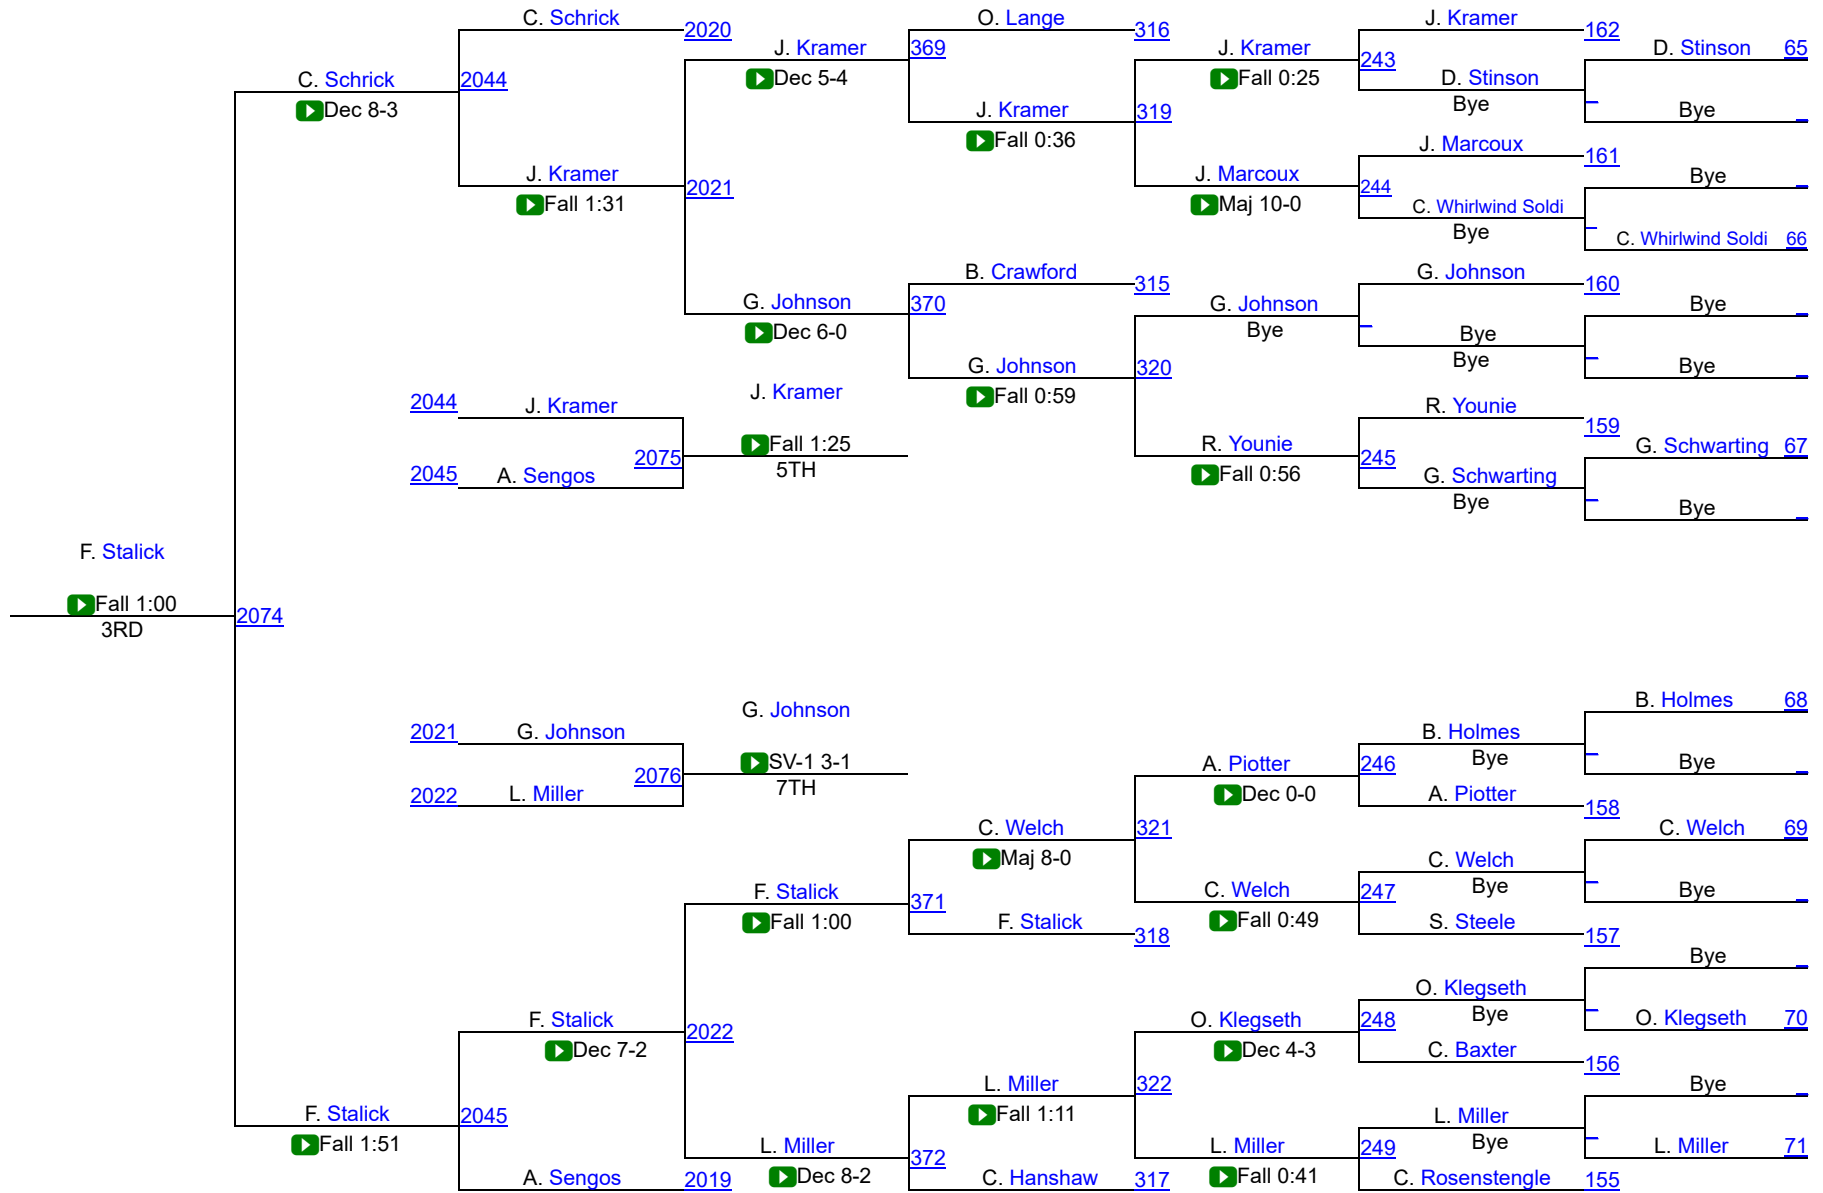 C. Schrick 2020
O. Lange 316
J. Kramer 162
J. Kramer 369
J. Kramer
D. Stinson 65
Dec 5-4
Fall 0:25
243
C. Schrick 2044
D. Stinson
Bye
Dec 8-3
J. Kramer 319
Bye
Fall 0:36
J. Marcoux 161
J. Kramer 2021
J. Marcoux 244
Bye
Fall 1:31
Maj 10-0
C. Whirlwind Soldi
Bye
C. Whirlwind Soldi 66
B. Crawford 315
G. Johnson 160
G. Johnson 370
G. Johnson
Bye
Dec 6-0
Bye
Bye
Bye
G. Johnson 320
Bye
J. Kramer
Fall 0:59
2044 J. Kramer
R. Younie 159
Fall 1:25
R. Younie 245
G. Schwarting 67
2075
5TH
Fall 0:56
2045 A. Sengos
G. Schwarting
Bye
Bye
F. Stalick
Fall 1:00
2074
3RD
G. Johnson
B. Holmes 68
2021 G. Johnson
B. Holmes
SV-1 3-1
A. Piotter 246
Bye
Bye
2076
7TH
2022 L. Miller
Dec 0-0
A. Piotter 158
C. Welch 321
C. Welch 69
Maj 8-0
C. Welch
F. Stalick 371
C. Welch 247
Bye
Bye
Fall 1:00
F. Stalick 318
Fall 0:49
S. Steele 157
Bye
O. Klegseth
F. Stalick 2022
O. Klegseth 248
Bye
O. Klegseth 70
Dec 7-2
Dec 4-3
C. Baxter 156
L. Miller 322
Bye
F. Stalick 2045
Fall 1:11
L. Miller
Fall 1:51
L. Miller 372
L. Miller 249
Bye
L. Miller 71
A. Sengos 2019
Dec 8-2
C. Hanshaw 317
Fall 0:41
C. Rosenstengle 155